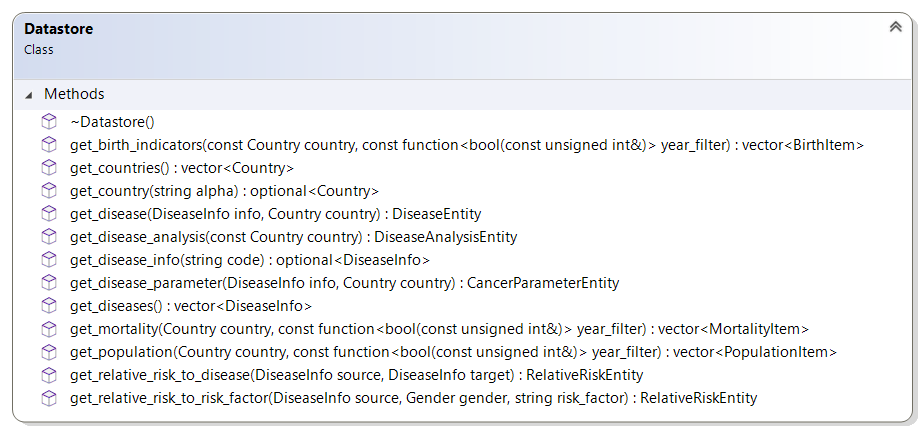 Datastore
Class
Methods
~Datastore()
get_birth_indicators(const Country country, const function<bool(const unsigned int&)> year_filter) : vector<BirthItem>
get_countries() : vector<Country>
get_country(string alpha) : optional<Country>
get_disease(DiseaseInfo info, Country country) : DiseaseEntity
get_disease_analysis(const Country country) : DiseaseAnalysisEntity
get_disease_info(string code) : optional<DiseaseInfo>
get_disease_parameter(DiseaseInfo info, Country country) : CancerParameterEntity
get_diseases() : vector<DiseaseInfo>
get_mortality(Country country, const function<bool(const unsigned int&)> year_filter) : vector<MortalityItem>
get_population(Country country, const function<bool(const unsigned int&)> year_filter) : vector<PopulationItem>
get_relative_risk_to_disease(DiseaseInfo source, DiseaseInfo target) : RelativeRiskEntity
get_relative_risk_to_risk_factor(DiseaseInfo source, Gender gender, string risk_factor) : RelativeRiskEntity